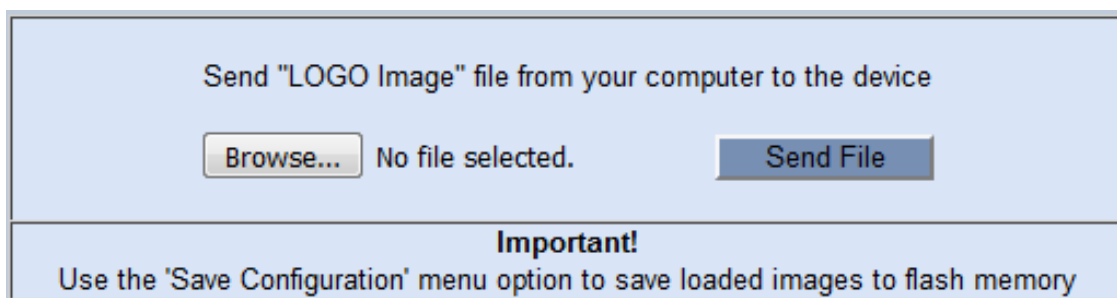 Send "LOGO Image" file from your computer to the device
Browse... No file selected. Send File
Important!
Use the 'Save Configuration' menu option to save loaded images to flash memory